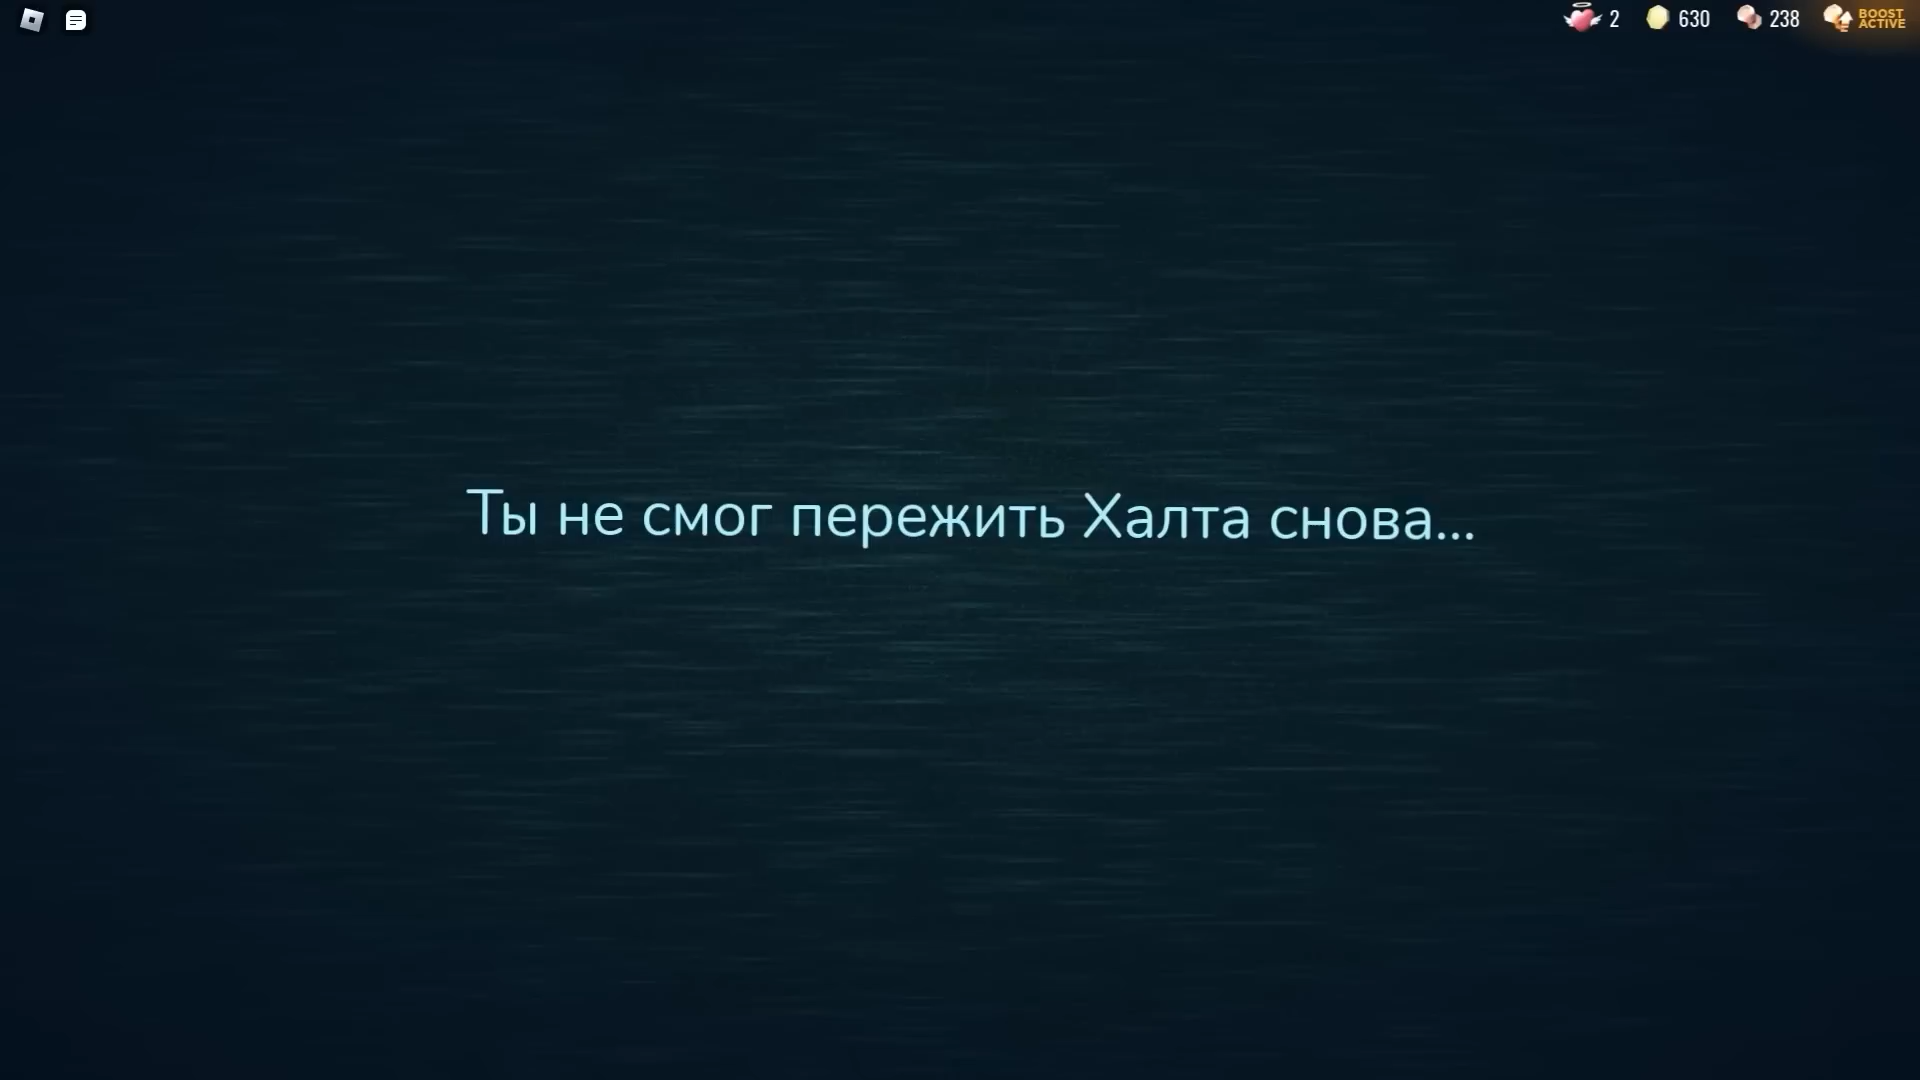 2
630
238
BOOST
ACTIVE
Ты не смог пережить Халта снова...